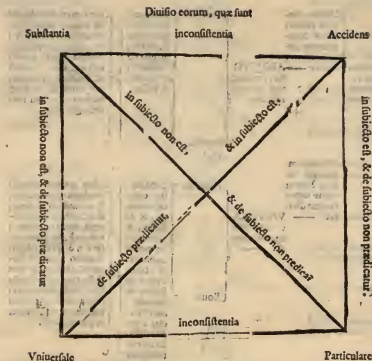 Diuiſio eorum, quæ ſunt
Subſtantia
inconſiſtentia
Accidens
in ſubiecto non eſt,
& in ſubiecto eſt,
in ſubiecto non eſt, & de ſubiecto prædicatur
in ſubiecto eſt, & de ſubiecto non prædicatur,
de ſubiecto prædicatur,
& de ſubiecto non prædicat᷑
inconſiſtentia
Vniuerſale
Particulare